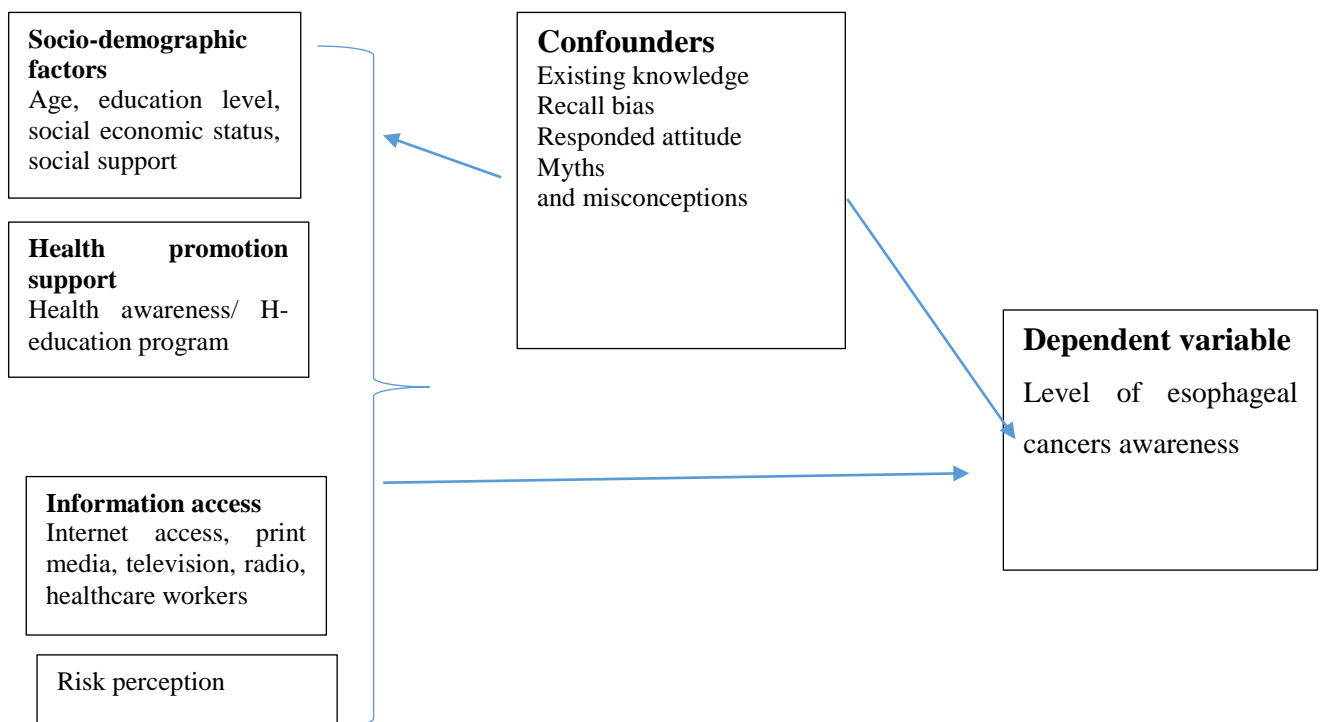 Socio-demographic
factors
Age, education level,
social economic status,
social support
Health promotion
support
Health awareness/ H-
education program
Information access
Internet access, print
media, television, radio,
healthcare workers
Risk perception
Confounders
Existing knowledge
Recall bias
Responded attitude
Myths
and misconceptions
Dependent variable
Level of esophageal
cancers awareness